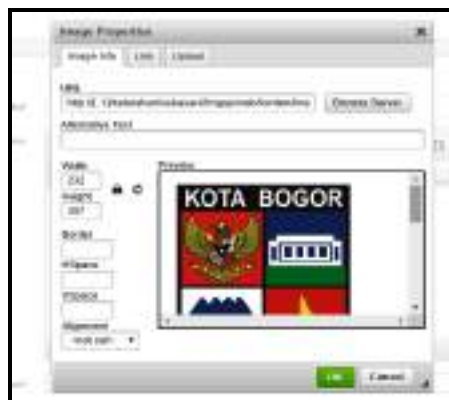 Image Properties
Image Info Link Upload
URL
Browse Server
Alternative Text
Width
Height
Preview
KOTA BOGOR
Border
HSpace
VSpace
Alignment
OK Cancel